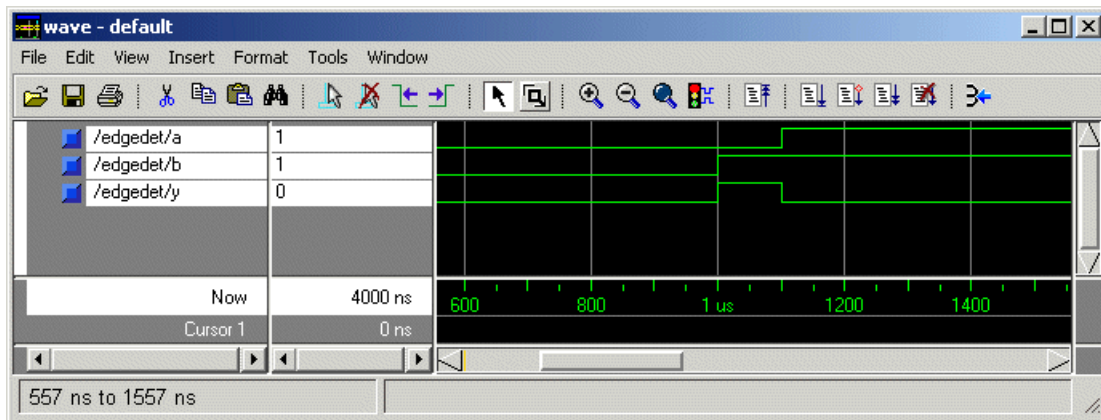 wave - default
File Edit View Insert Format Tools Window
/edgedet/a 1
/edgedet/b 1
/edgedet/y 0
Now 4000 ns 600 800 1 us 1200 1400
Cursor 1 0 ns
557 ns to 1557 ns